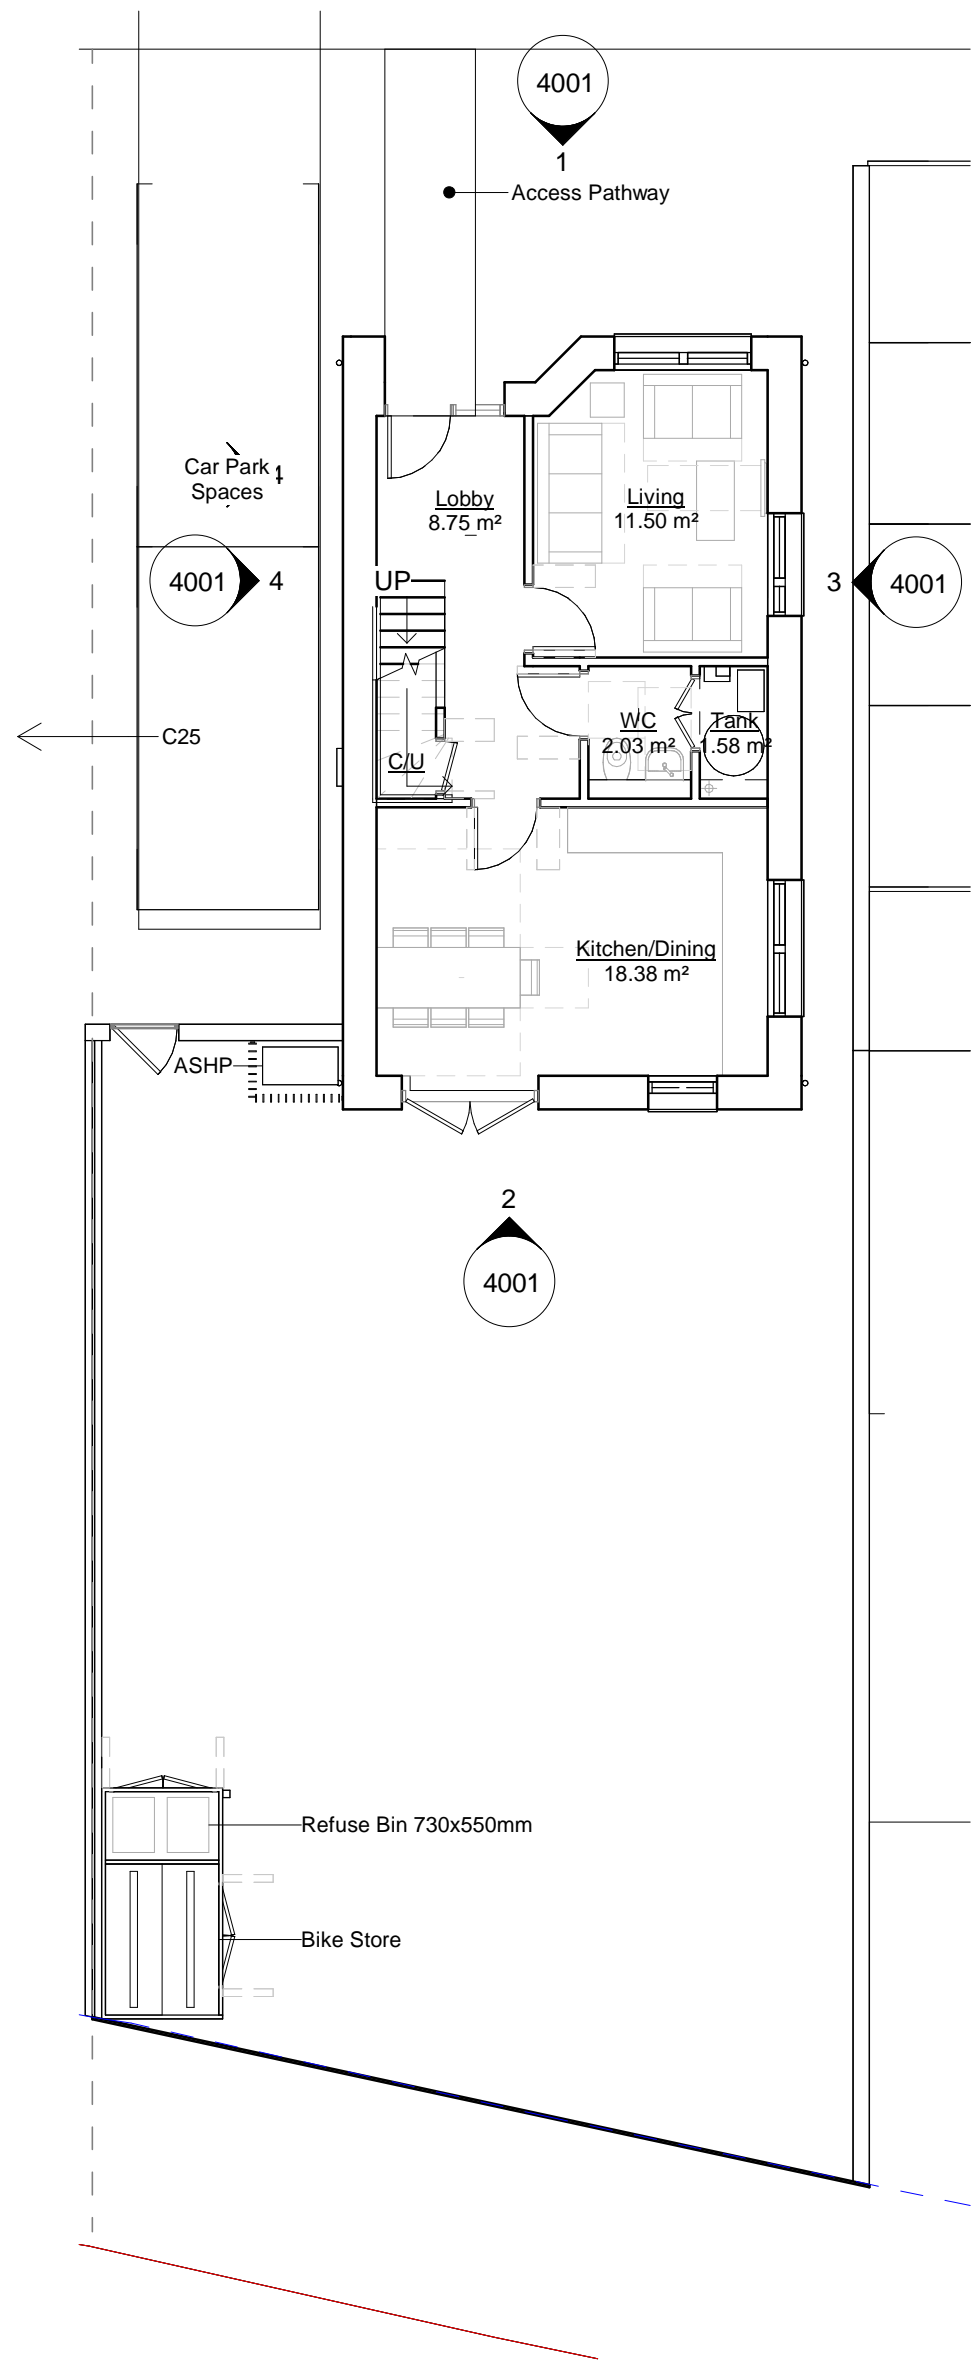 4001
1
Access Pathway
Car Park
Spaces
Lobby
8.75 m²
Living
11.50 m²
UP
4001
4
3
4001
C25
WC
2.03 m²
Tank
1.58 m²
C/U
Kitchen/Dining
18.38 m²
ASHP
2
4001
Refuse Bin 730x550mm
Bike Store